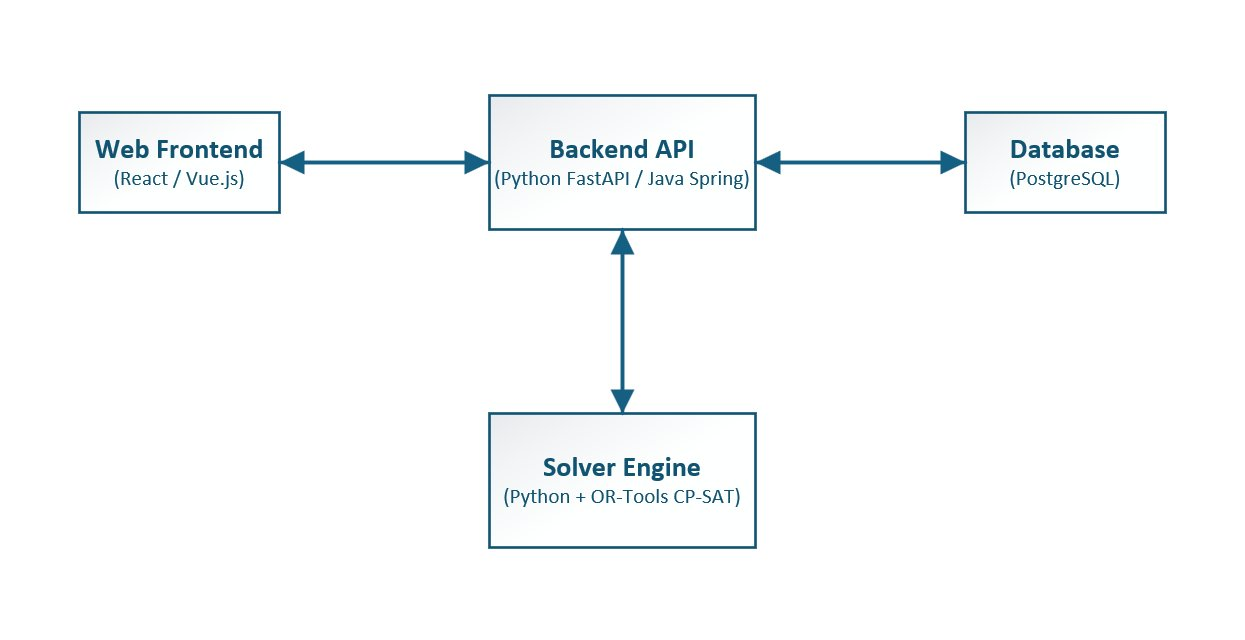 Web Frontend
(React / Vue.js)
Backend API
(Python FastAPI / Java Spring)
Database
(PostgreSQL)
Solver Engine
(Python + OR-Tools CP-SAT)